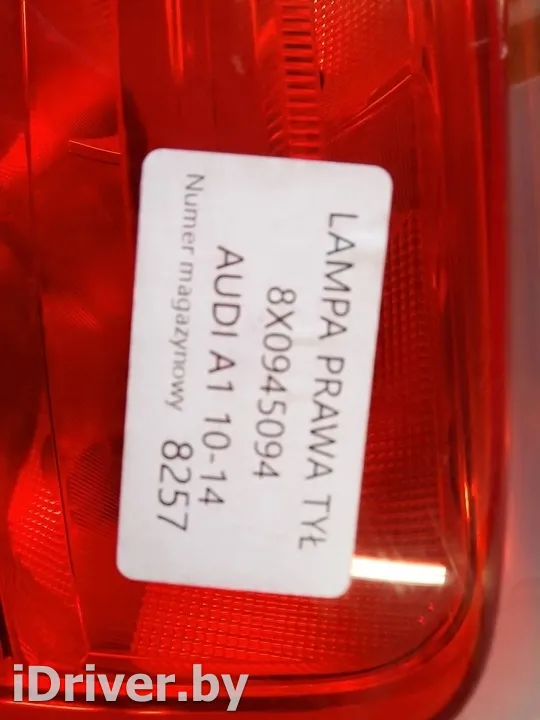 LAMPA PRAWA TYŁ
8X0945094
AUDI A1 10-14
Numer magazynowy 8257
iDriver.by